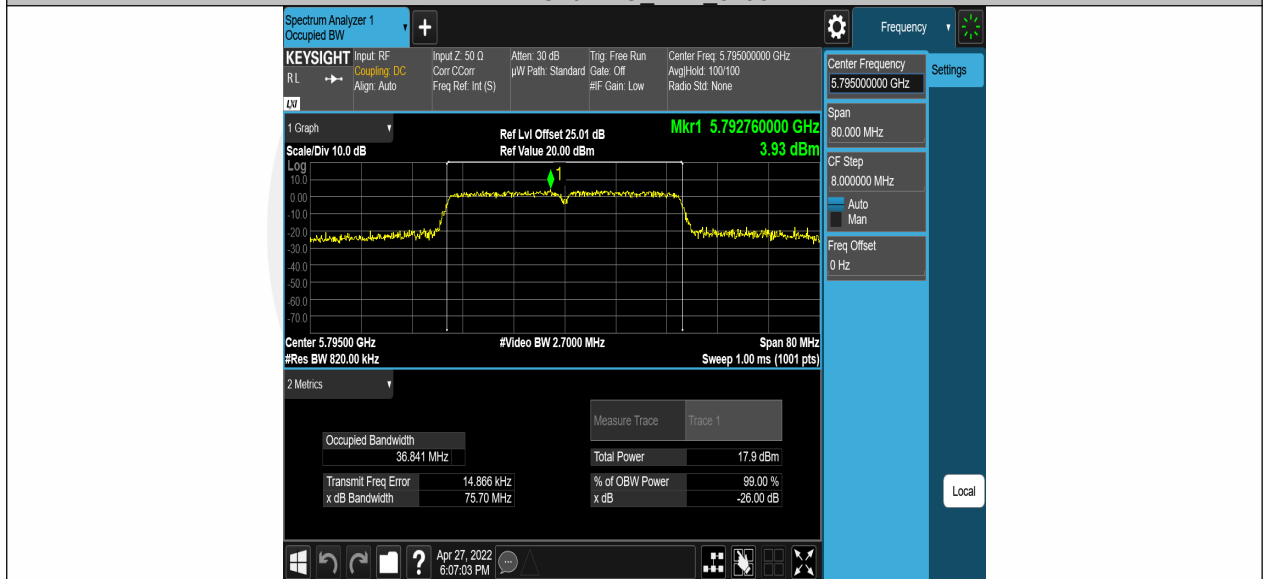 Spectrum Analyzer 1
Occupied BW
Frequency
KEYSIGHT
RL
LXI
Input: RF
Coupling: DC
Align: Auto
Input Z: 50 Ω
Corr CCorr
Freq Ref: Int (S)
Atten: 30 dB
µW Path: Standard
Trig: Free Run
Gate: Off
#IF Gain: Low
Center Freq: 5.795000000 GHz
Avg|Hold: 100/100
Radio Std: None
Center Frequency
5.795000000 GHz
Settings
Span
80.000 MHz
CF Step
8.000000 MHz
Auto
Man
Freq Offset
0 Hz
Local
1 Graph
Scale/Div 10.0 dB
Ref Lvl Offset 25.01 dB
Ref Value 20.00 dBm
Mkr1 5.792760000 GHz
3.93 dBm
Log
1
10.0
0.00
-10.0
-20.0
-30.0
-40.0
-50.0
-60.0
-70.0
Center 5.79500 GHz
#Res BW 820.00 kHz
#Video BW 2.7000 MHz
Span 80 MHz
Sweep 1.00 ms (1001 pts)
2 Metrics
Measure Trace Trace 1
Occupied Bandwidth
36.841 MHz
Total Power 17.9 dBm
Transmit Freq Error 14.866 kHz
x dB Bandwidth 75.70 MHz
% of OBW Power 99.00 %
x dB -26.00 dB
Apr 27, 2022
6:07:03 PM